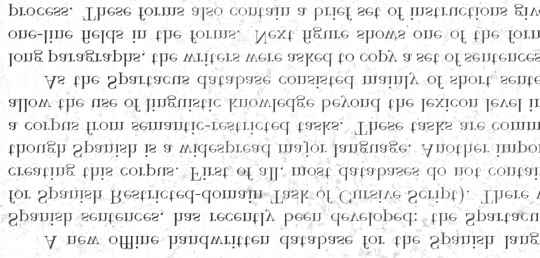 A new offline handwritten database for the Spanish lang
Spanish sentences, has recently been developed: the Spartacu
for Spanish Restricted-domain Task of Cursive Script). There
creating this corpus. First of all, most databases do not contai
though Spanish is a widespread major language. Another impor
a corpus from semantic-restricted tasks. These tasks are comm
allow the use of linguistic knowledge beyond the lexicon level in
As the Spartacus database consisted mainly of short sente
long paragraphs, the writers were asked to copy a set of sentences
one-line fields in the forms. Next figure shows one of the form
process. These forms also contain a brief set of instructions giv